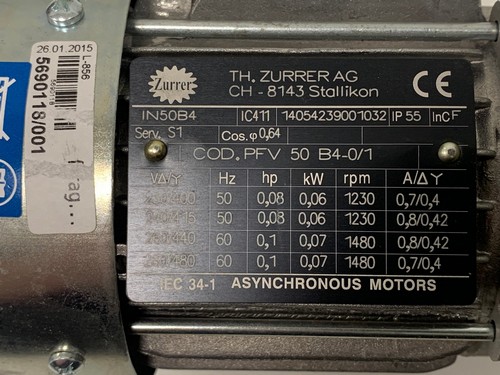 26.01.2015
L-856
5690118/001
Zurrer
TH. ZURRER AG
CH - 8143 Stallikon
CE
IN50B4 IC411 14054239001032 IP 55 InCF
Serv. S1 Cos.φ 0,64
COD. PFV 50 B4-0/1
VΔ/Y Hz hp kW rpm A/Δ Y
50 0,08 0,06 1230 0,7/0,4
50 0,08 0,06 1230 0,8/0,42
60 0,1 0,07 1480 0,8/0,42
60 0,1 0,07 1480 0,7/0,4
IEC 34-1 ASYNCHRONOUS MOTORS